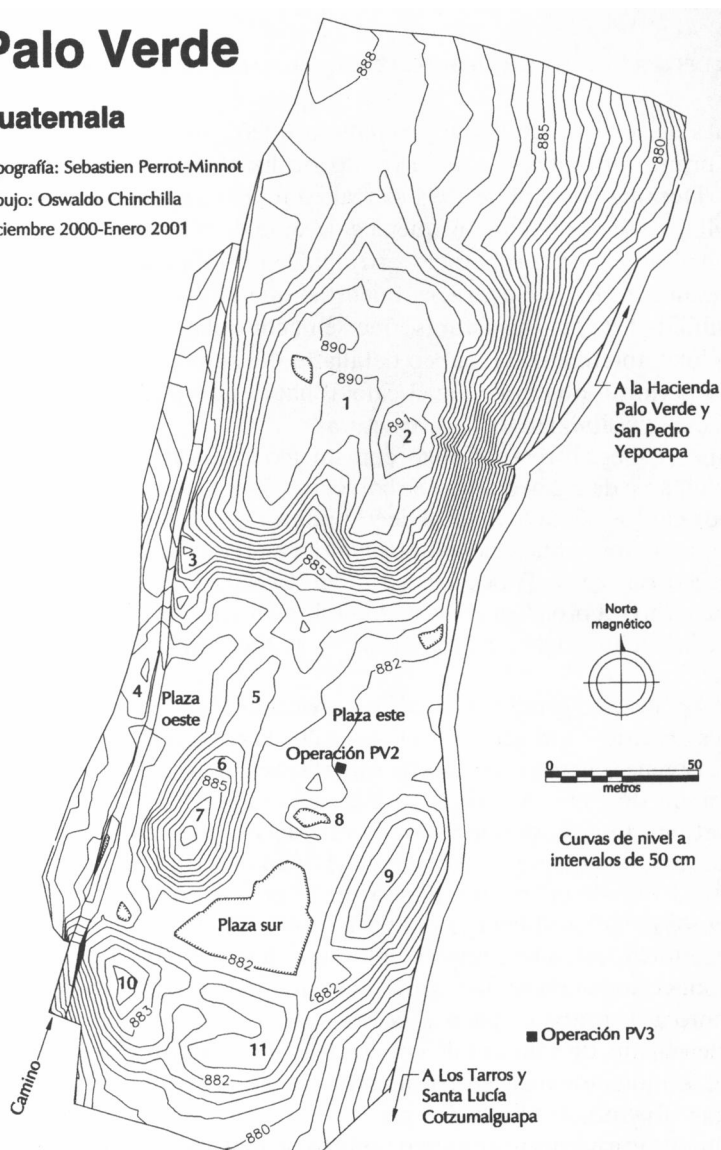 Palo Verde
uatemala
pografía: Sebastien Perrot-Minnot
bujo: Oswaldo Chinchilla
ciembre 2000-Enero 2001
888
885
880
890
890
1
891
2
A la Hacienda
Palo Verde y
San Pedro
Yepocapa
3
885
Norte
magnético
882
4
Plaza
oeste
5
Plaza este
Operación PV2
6
885
7
8
0 50
metros
Curvas de nivel a
intervalos de 50 cm
9
Plaza sur
882
882
10
883
11
882
880
Operación PV3
A Los Tarros y
Santa Lucía
Cotzumalguapa
Camino